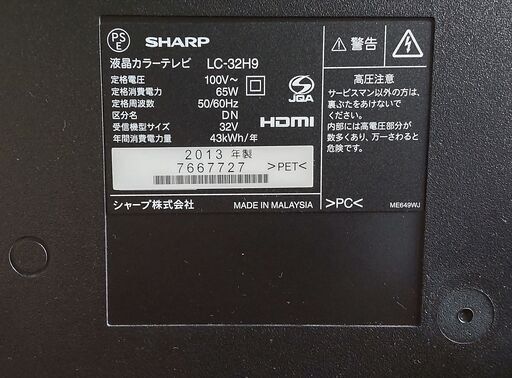 PS
E
SHARP
液晶カラーテレビ LC-32H9
定格電圧 100V～
定格消費電力 65W
定格周波数 50/60Hz
区分名 DN
受信機型サイズ 32V
年間消費電力量 43kWh/年
JQA
HDMI
2013 年製
7667727
>PET<
シャープ株式会社 MADE IN MALAYSIA
警告
高圧注意
サービスマン以外の方は、
裏ぶたをあけないで
ください。
内部には高電圧部分が
数多くあり、万一さわると
危険です。
>PC<
ME649WJ